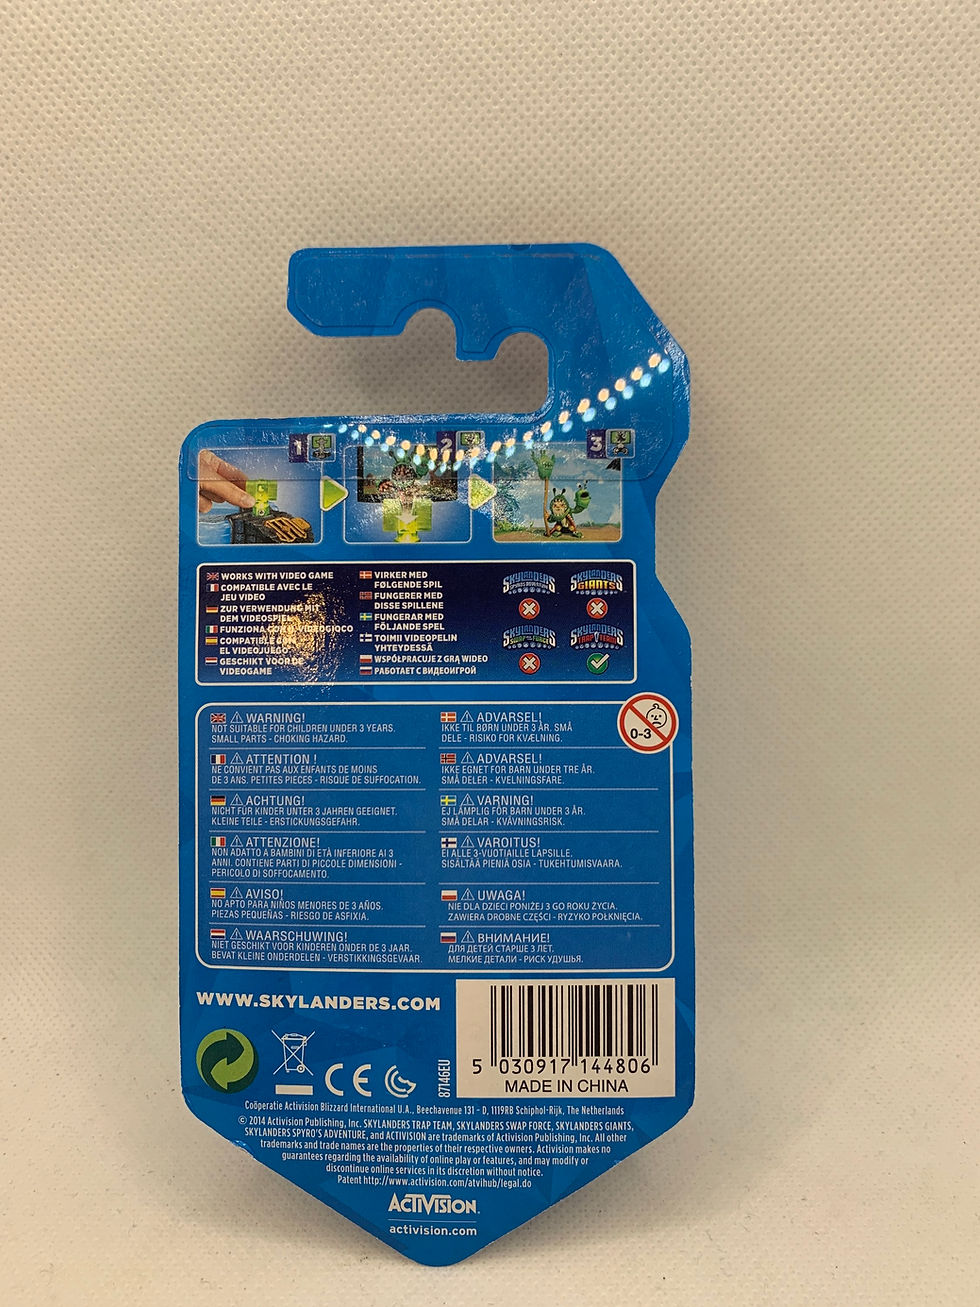 1
2
3
WORKS WITH VIDEO GAME
COMPATIBLE AVEC LE
JEU VIDEO
ZUR VERWENDUNG MIT
DEM VIDEOSPIEL
FUNZIONA CON IL VIDEOGIOCO
COMPATIBLE CON
EL VIDEOJUEGO
GESCHIKT VOOR DE
VIDEOGAME
VIRKER MED
FØLGENDE SPIL
FUNGERER MED
DISSE SPILLENE
FUNGERAR MED
FÖLJANDE SPEL
TOIMII VIDEOPELIN
YHTEYDESSÄ
WSPÓŁPRACUJE Z GRĄ WIDEO
РАБОТАЕТ С ВИДЕОИГРОЙ
SKYLANDERS
SPYRO'S ADVENTURE
SKYLANDERS
GIANTS
SKYLANDERS
SWAP FORCE
SKYLANDERS
TRAP TEAM
WARNING!
NOT SUITABLE FOR CHILDREN UNDER 3 YEARS.
SMALL PARTS - CHOKING HAZARD.
ATTENTION !
NE CONVIENT PAS AUX ENFANTS DE MOINS
DE 3 ANS. PETITES PIECES - RISQUE DE SUFFOCATION.
ACHTUNG!
NICHT FÜR KINDER UNTER 3 JAHREN GEEIGNET.
KLEINE TEILE - ERSTICKUNGSGEFAHR.
ATTENZIONE!
NON ADATTO A BAMBINI DI ETÀ INFERIORE AI 3
ANNI. CONTIENE PARTI DI PICCOLE DIMENSIONI -
PERICOLO DI SOFFOCAMENTO.
AVISO!
NO APTO PARA NIÑOS MENORES DE 3 AÑOS.
PIEZAS PEQUEÑAS - RIESGO DE ASFIXIA.
WAARSCHUWING!
NIET GESCHIKT VOOR KINDEREN ONDER DE 3 JAAR.
BEVAT KLEINE ONDERDELEN - VERSTIKKINGSGEVAAR.
ADVARSEL!
IKKE TIL BØRN UNDER 3 ÅR. SMÅ
DELE - RISIKO FOR KVÆLNING.
ADVARSEL!
IKKE EGNET FOR BARN UNDER TRE ÅR.
SMÅ DELER - KVELNINGSFARE.
VARNING!
EJ LÄMPLIG FÖR BARN UNDER 3 ÅR.
SMÅ DELAR - KVÄVNINGSRISK.
VAROITUS!
EI ALLE 3-VUOTIAILLE LAPSILLE.
SISÄLTÄÄ PIENIÄ OSIA - TUKEHTUMISVAARA.
UWAGA!
NIE DLA DZIECI PONIŻEJ 3 GO ROKU ŻYCIA.
ZAWIERA DROBNE CZĘŚCI - RYZYKO POŁKNIĘCIA.
ВНИМАНИЕ!
ДЛЯ ДЕТЕЙ СТАРШЕ 3 ЛЕТ.
МЕЛКИЕ ДЕТАЛИ - РИСК УДУШЬЯ.
0-3
WWW.SKYLANDERS.COM
CE
87146EU
5 030917 144806
MADE IN CHINA
Coöperatie Activision Blizzard International U.A., Beechavenue 131 - D, 1119RB Schiphol-Rijk, The Netherlands
© 2014 Activision Publishing, Inc. SKYLANDERS TRAP TEAM, SKYLANDERS SWAP FORCE, SKYLANDERS GIANTS,
SKYLANDERS SPYRO'S ADVENTURE, and ACTIVISION are trademarks of Activision Publishing, Inc. All other
trademarks and trade names are the properties of their respective owners. Activision makes no
guarantees regarding the availability of online play or features, and may modify or
discontinue online services in its discretion without notice.
Patent http://www.activision.com/atvihub/legal.do
ACTIVISION.
activision.com